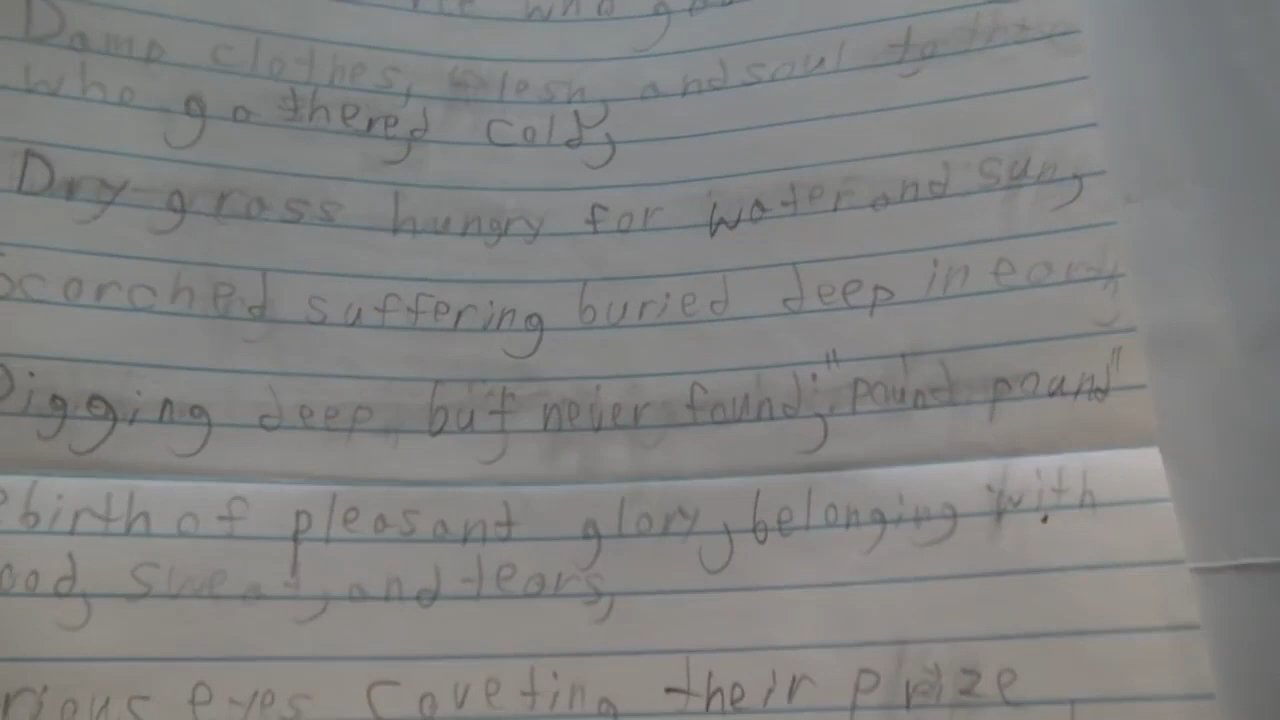 who
Damp clothes, flesh, and soul to
who gathered cold,
Dry grass hungry for water and sun,
Scorched suffering buried deep in
Digging deep but never found; "pound pound"
birth of pleasant glory, belonging with
sweat, and tears,
eyes coveting their prize